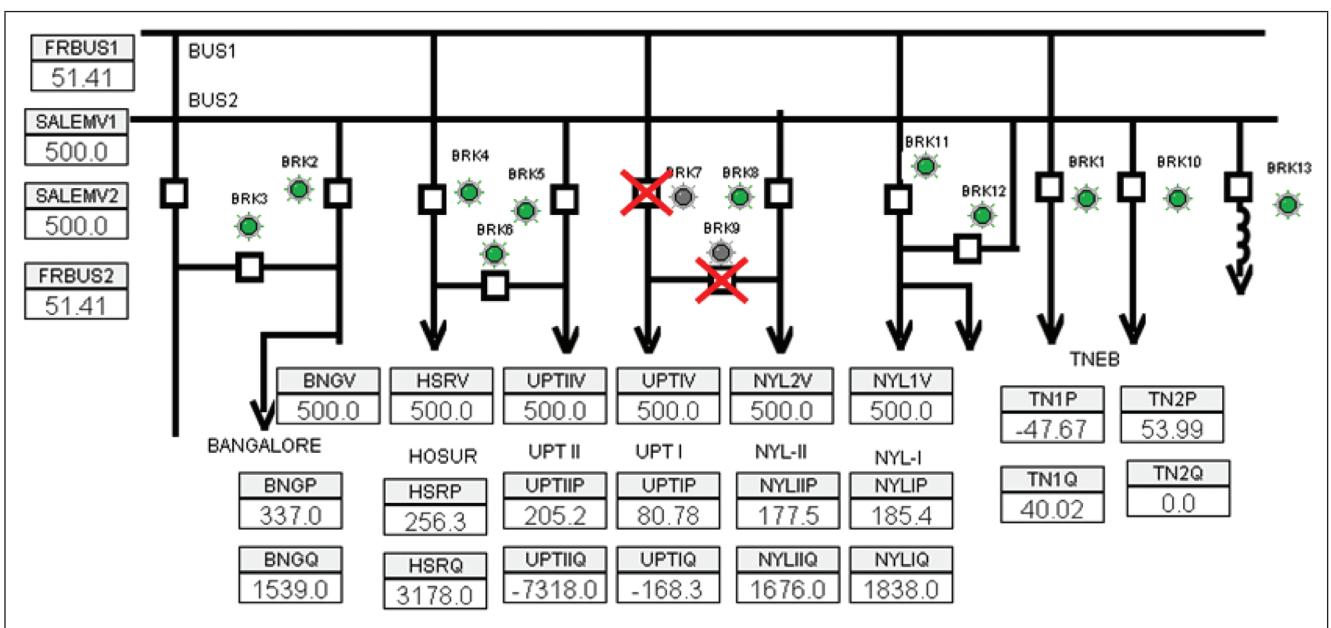 FRBUS1
51.41
BUS1
BUS2
SALEMV1
500.0
SALEMV2
500.0
FRBUS2
51.41
BRK3
BRK2
BRK4
BRK5
BRK6
BRK7
BRK8
BRK9
BRK11
BRK12
BRK1
BRK10
BRK13
BNGV
500.0
HSRV
500.0
UPTIIV
500.0
UPTIV
500.0
NYL2V
500.0
NYL1V
500.0
TNEB
TN1P
-47.67
TN2P
53.99
TN1Q
40.02
TN2Q
0.0
BANGALORE
HOSUR
UPT II
UPT I
NYL-II
NYL-I
BNGP
337.0
HSRP
256.3
UPTIIP
205.2
UPTIP
80.78
NYLIIP
177.5
NYLIP
185.4
BNGQ
1539.0
HSRQ
3178.0
UPTIIQ
-7318.0
UPTIQ
-168.3
NYLIIQ
1676.0
NYLIQ
1838.0